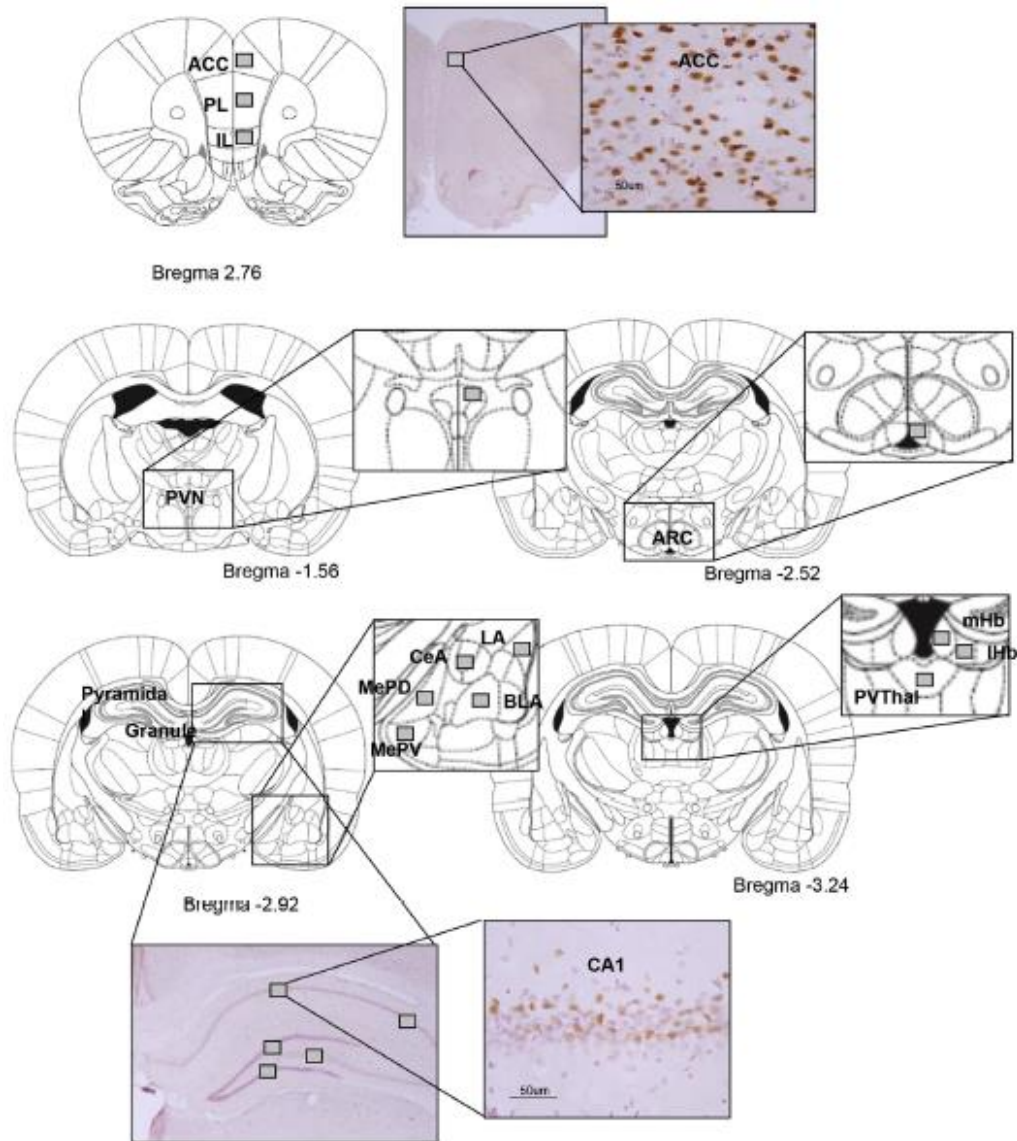 ACC
PL
IL
ACC
50um
Bregma 2.76
PVN
Bregma -1.56
ARC
Bregma -2.52
LA
CeA
MePD
BLA
MePV
Pyramida
Granule
Bregma -2.92
mHb
lHb
PVThal
Bregma -3.24
CA1
50um